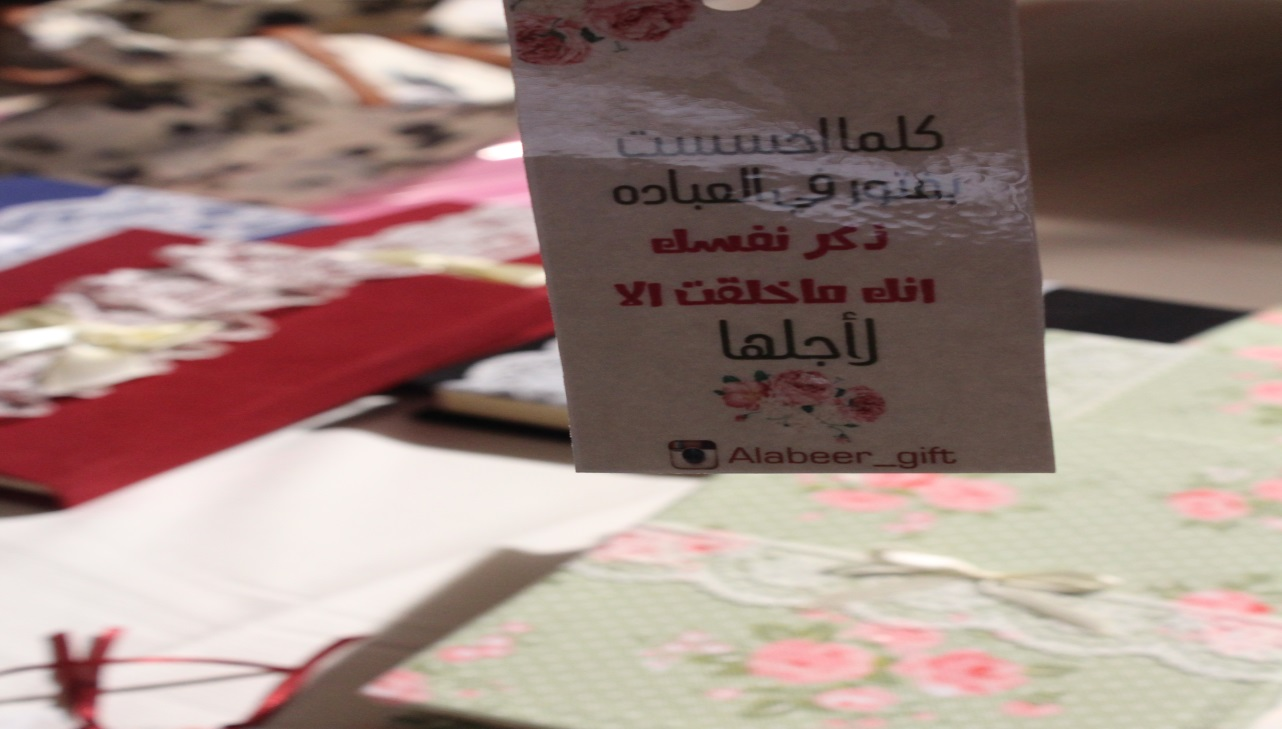 كلما احسست
بفتور في العباده
ذكر نفسك
انك ماخلقت الا
لأجلها
Alabeer_gift